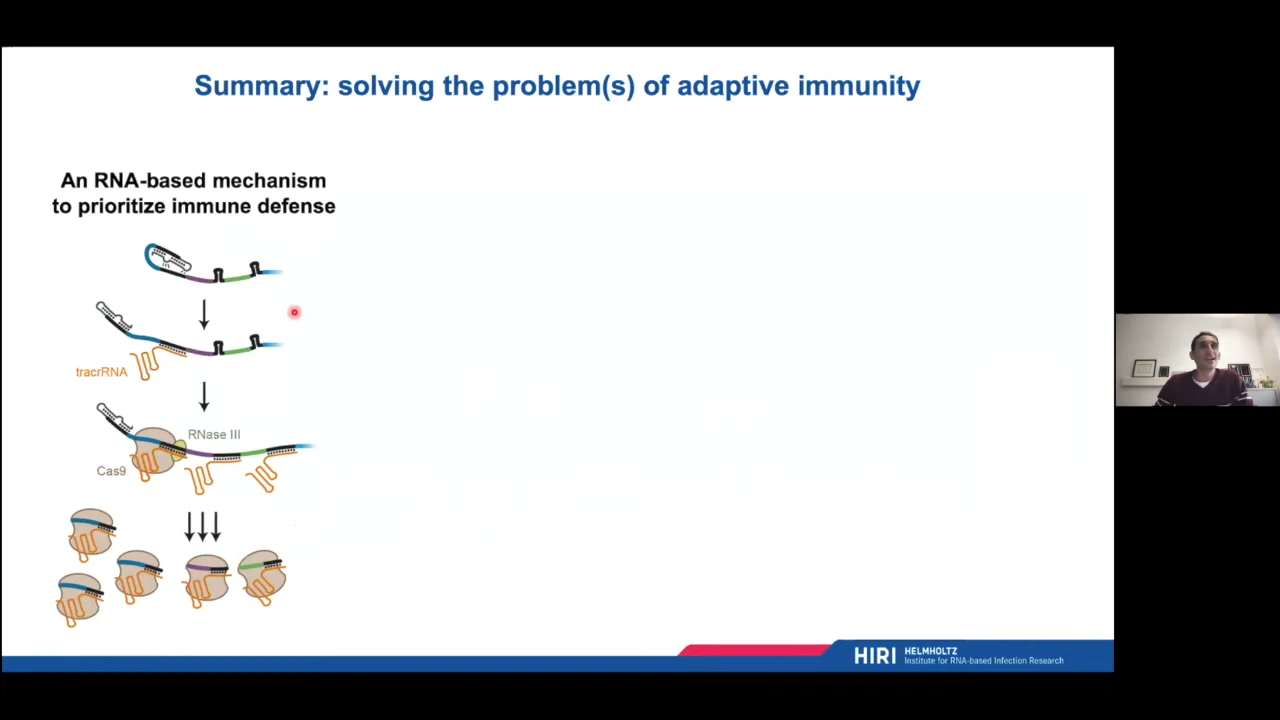 Summary: solving the problem(s) of adaptive immunity
An RNA-based mechanism
to prioritize immune defense
tracrRNA
RNase III
Cas9
HIRI HELMHOLTZ
Institute for RNA-based Infection Research